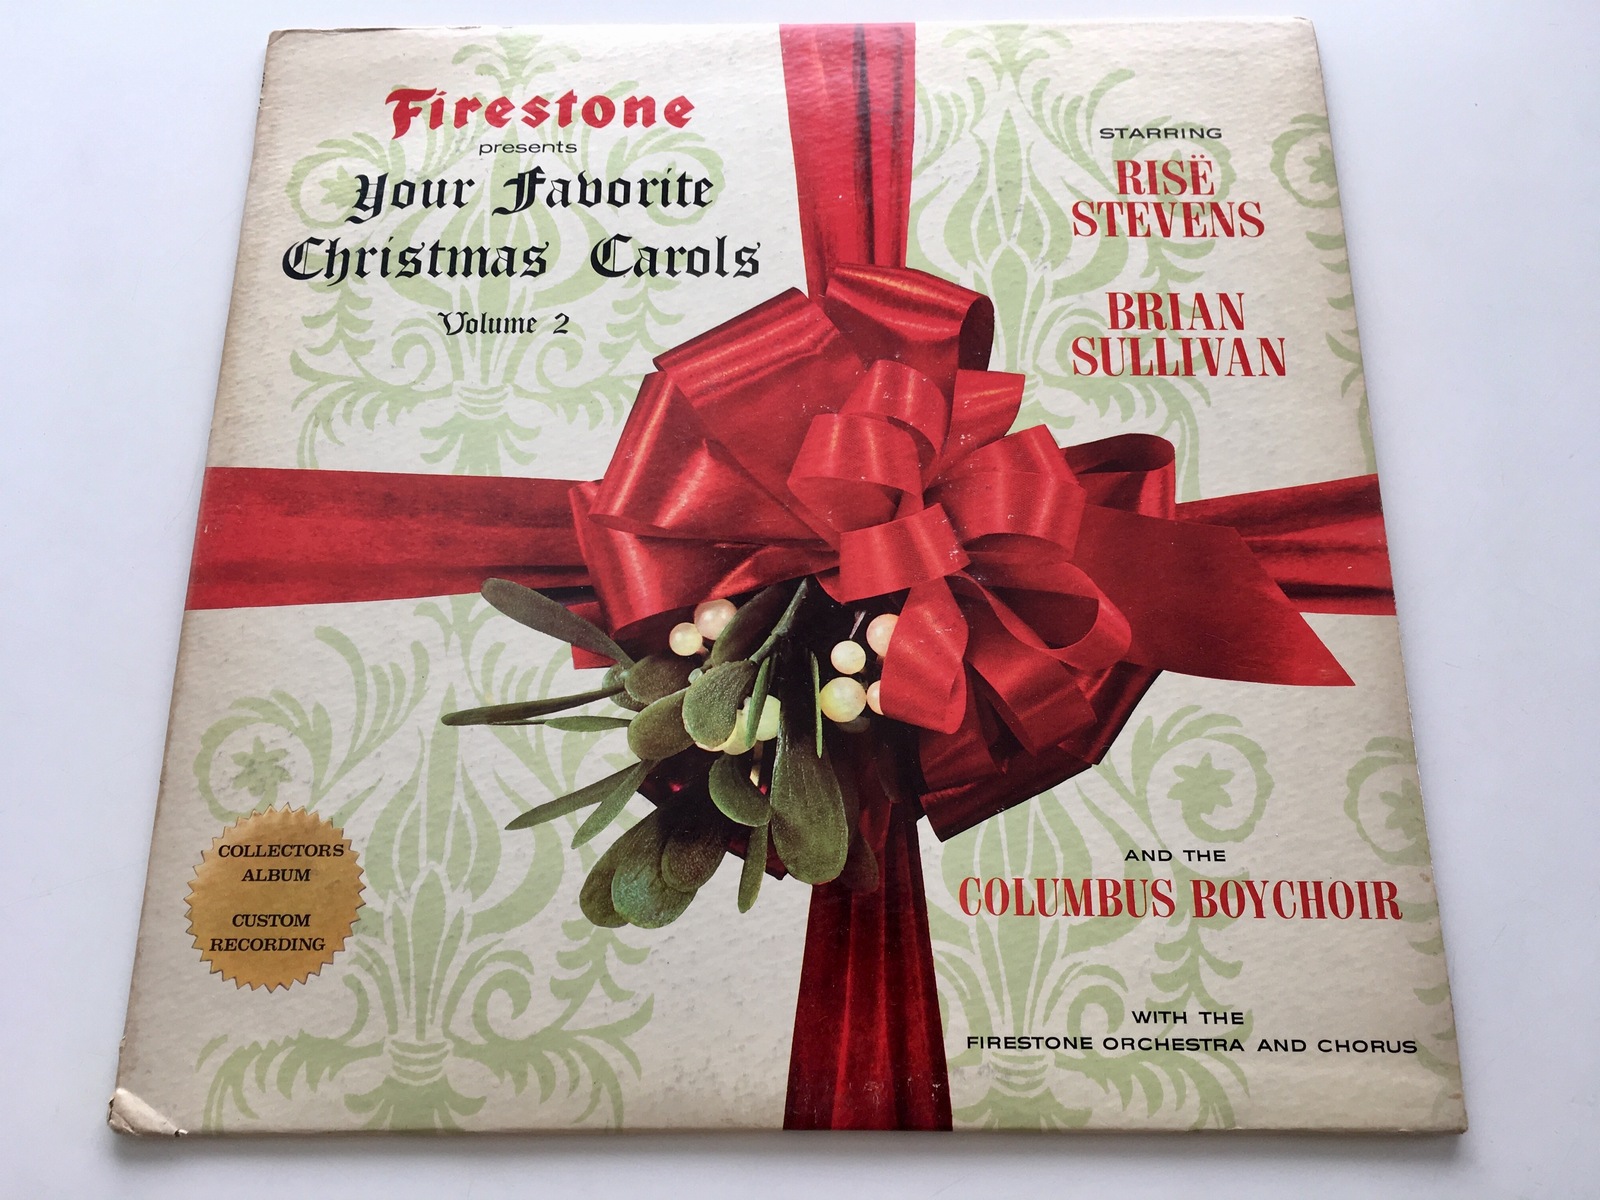 Firestone
presents
Your Favorite
Christmas Carols
Volume 2
STARRING
RISË
STEVENS
BRIAN
SULLIVAN
AND THE
COLUMBUS BOYCHOIR
WITH THE
FIRESTONE ORCHESTRA AND CHORUS
COLLECTORS
ALBUM
CUSTOM
RECORDING